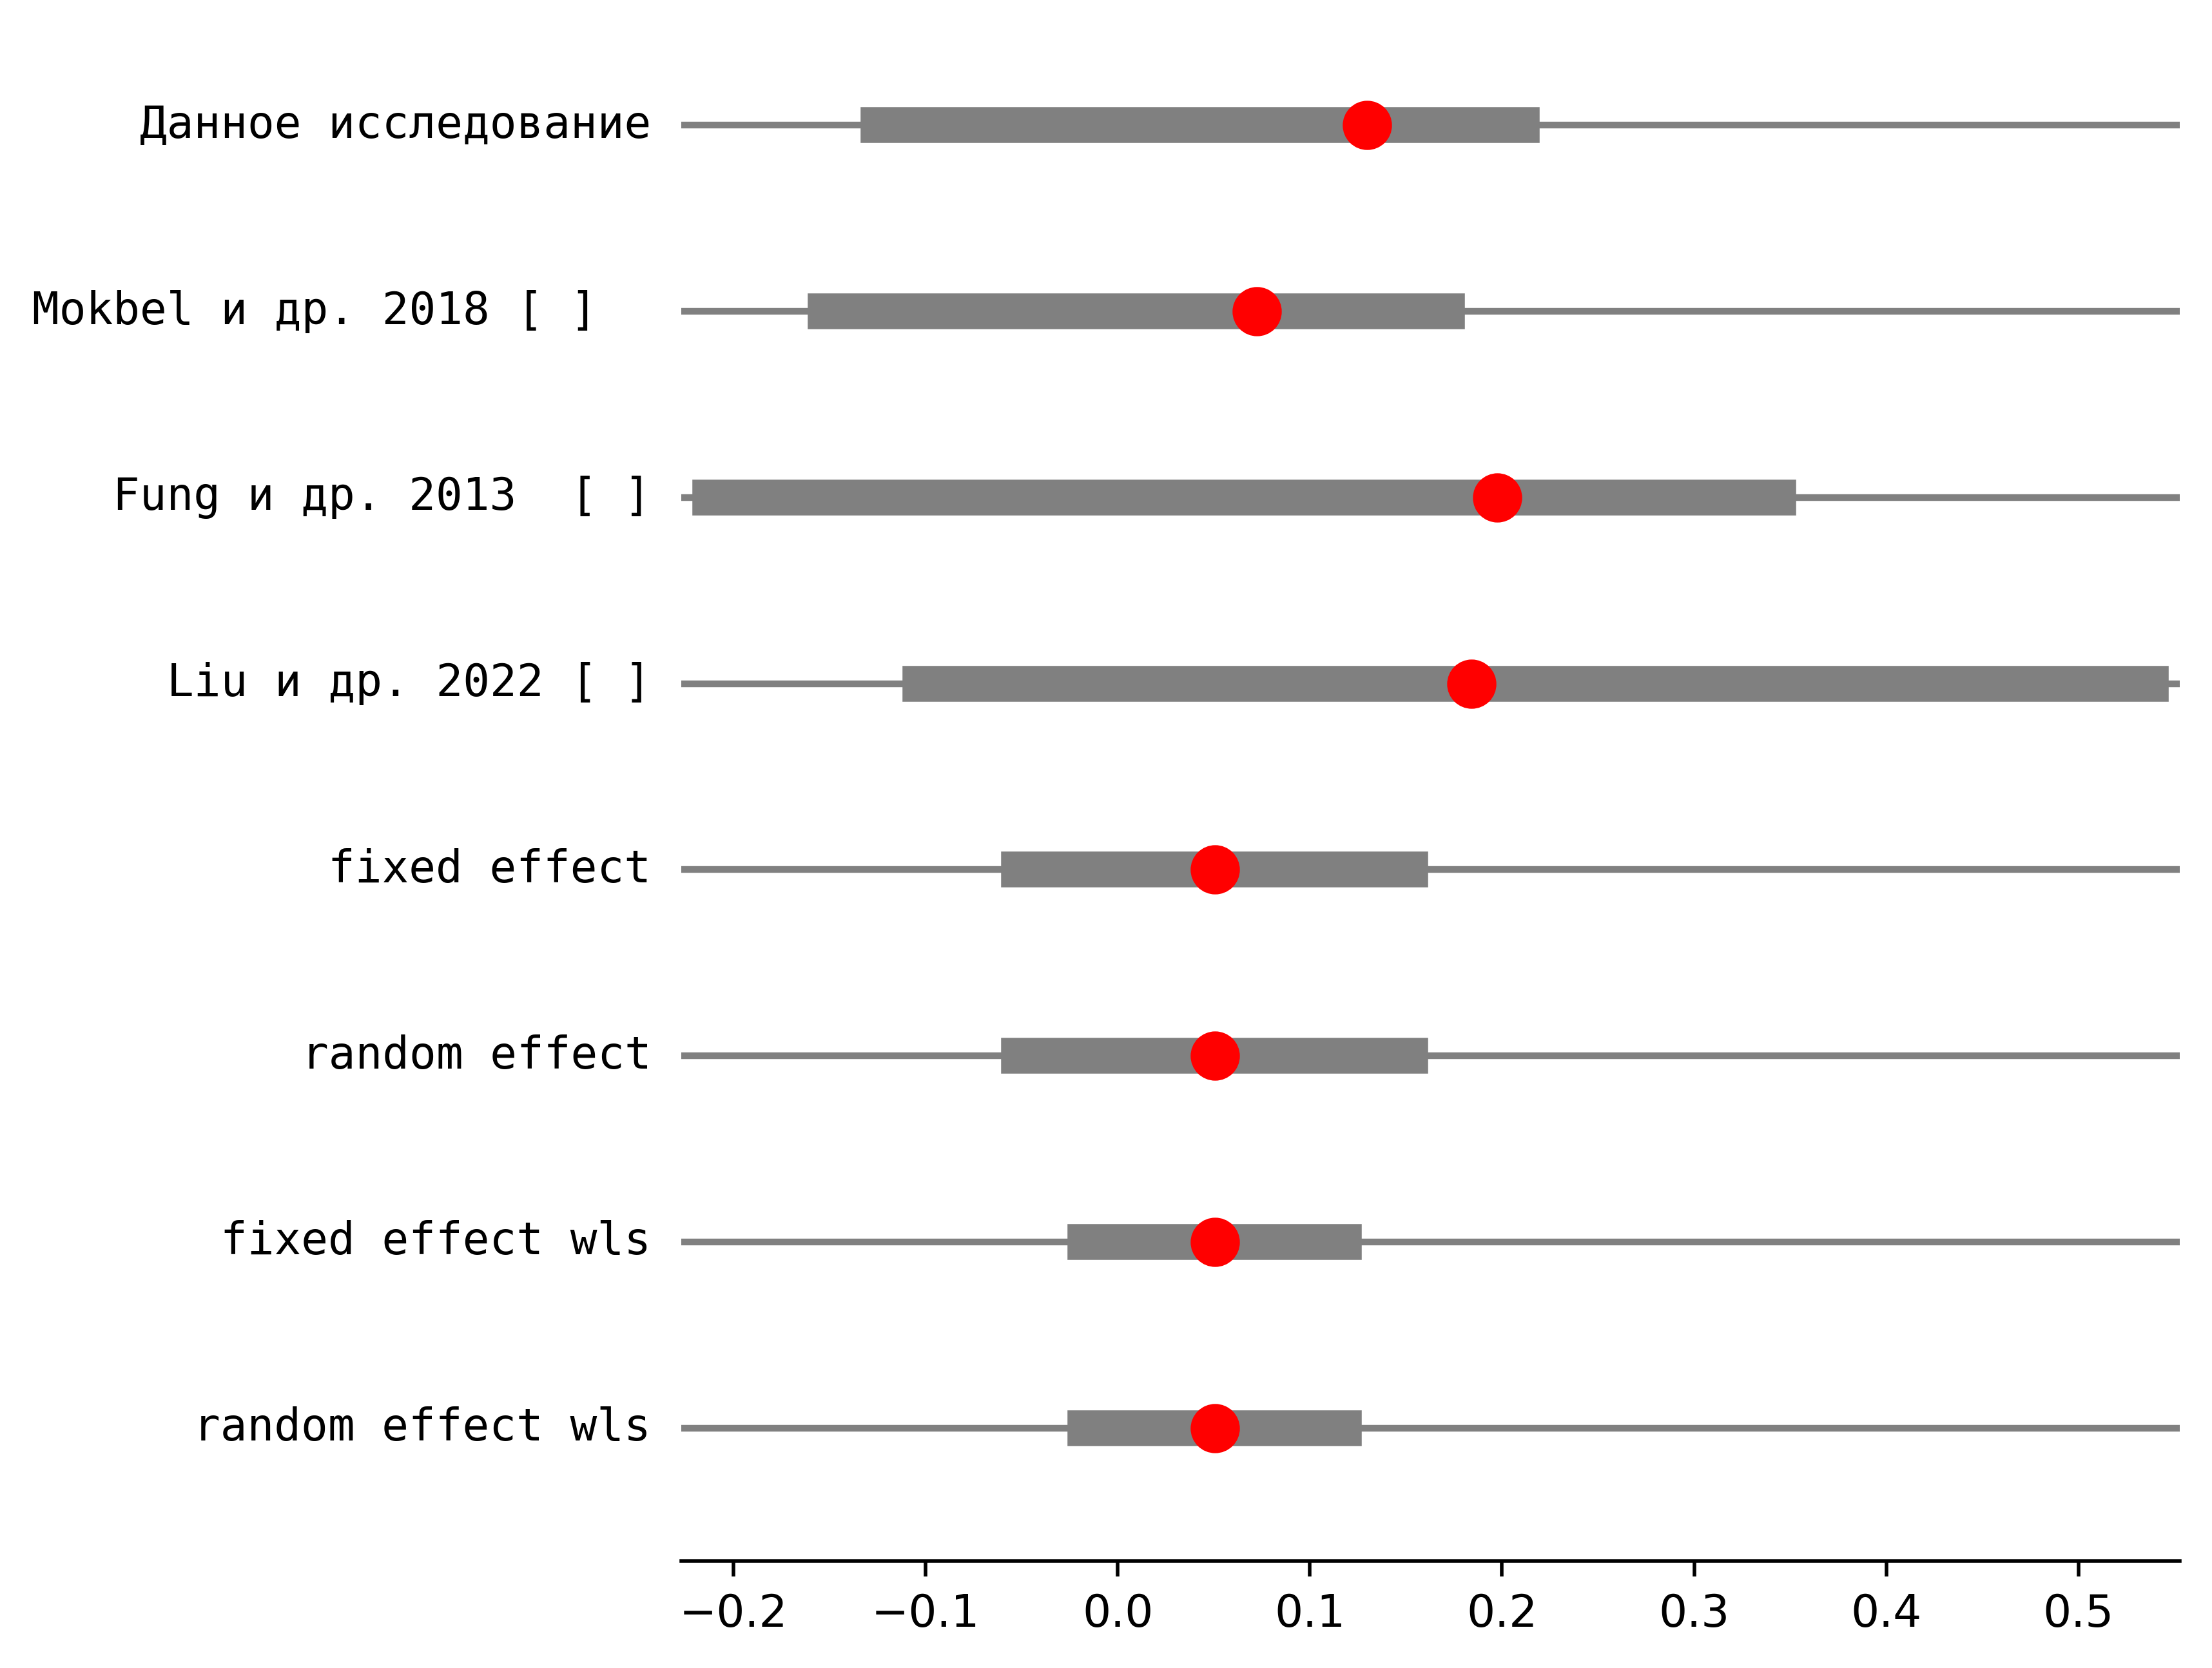 Данное исследование
Mokbel и др. 2018 [ ]
Fung и др. 2013  [ ]
Liu и др. 2022 [ ]
fixed effect
random effect
fixed effect wls
random effect wls
−0.2 −0.1 0.0 0.1 0.2 0.3 0.4 0.5